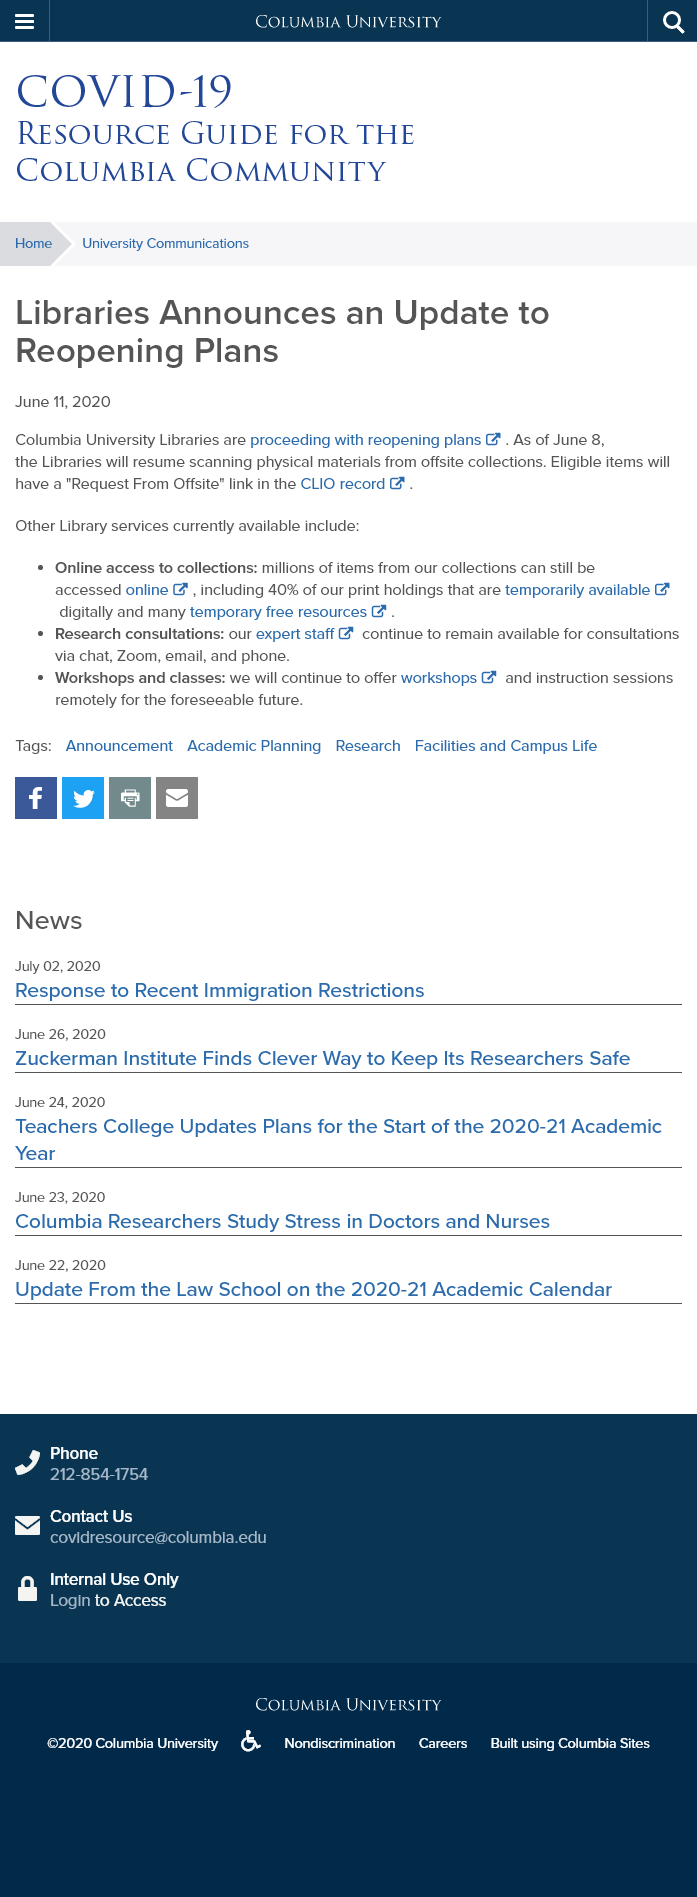 Columbia University
COVID-19
Resource Guide for the
Columbia Community
Home University Communications
Libraries Announces an Update to
Reopening Plans
June 11, 2020
Columbia University Libraries are proceeding with reopening plans . As of June 8,
the Libraries will resume scanning physical materials from offsite collections. Eligible items will
have a "Request From Offsite" link in the CLIO record .
Other Library services currently available include:
• Online access to collections: millions of items from our collections can still be
accessed online , including 40% of our print holdings that are temporarily available
digitally and many temporary free resources .
• Research consultations: our expert staff continue to remain available for consultations
via chat, Zoom, email, and phone.
• Workshops and classes: we will continue to offer workshops and instruction sessions
remotely for the foreseeable future.
Tags: Announcement Academic Planning Research Facilities and Campus Life
News
July 02, 2020
Response to Recent Immigration Restrictions
June 26, 2020
Zuckerman Institute Finds Clever Way to Keep Its Researchers Safe
June 24, 2020
Teachers College Updates Plans for the Start of the 2020-21 Academic
Year
June 23, 2020
Columbia Researchers Study Stress in Doctors and Nurses
June 22, 2020
Update From the Law School on the 2020-21 Academic Calendar
Phone
212-854-1754
Contact Us
covidresource@columbia.edu
Internal Use Only
Login to Access
Columbia University
©2020 Columbia University Nondiscrimination Careers Built using Columbia Sites